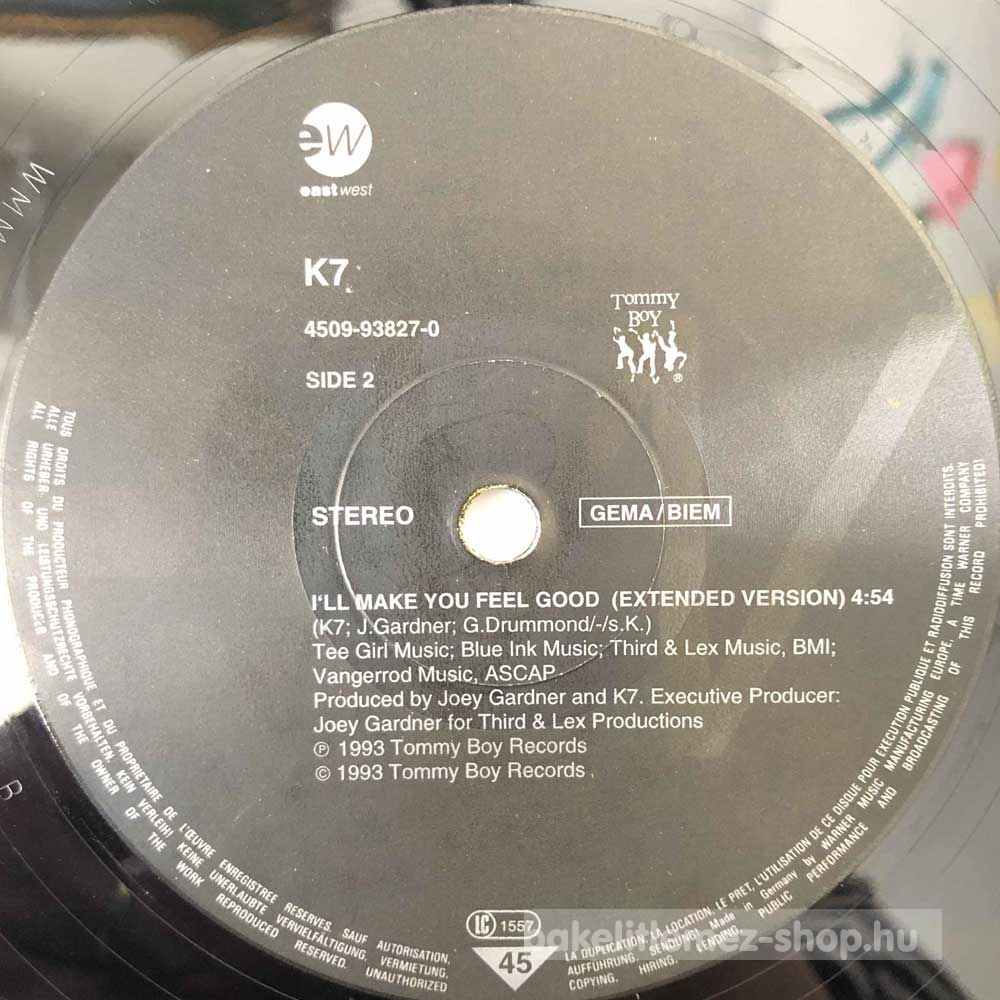 ew
eastwest
K7
4509-93827-0
Tommy
Boy
®
SIDE 2
STEREO
GEMA/BIEM
I'LL MAKE YOU FEEL GOOD (EXTENDED VERSION) 4:54
(K7; J.Gardner; G.Drummond/-/s.K.)
Tee Girl Music; Blue Ink Music; Third & Lex Music, BMI;
Vangerrod Music, ASCAP
Produced by Joey Gardner and K7. Executive Producer:
Joey Gardner for Third & Lex Productions
℗ 1993 Tommy Boy Records
© 1993 Tommy Boy Records
TOUS DROITS DU PRODUCTEUR PHONOGRAPHIQUE ET DU PROPRIETAIRE DE L'ŒUVRE ENREGISTREE RESERVES. SAUF AUTORISATION, LA DUPLICATION, LA LOCATION, LE PRET, L'UTILISATION DE CE DISQUE POUR EXECUTION PUBLIQUE ET RADIODIFFUSION SONT INTERDITS.
ALLE URHEBER- UND LEISTUNGSSCHUTZRECHTE VORBEHALTEN. KEIN VERLEIH! KEINE UNERLAUBTE VERVIELFÄLTIGUNG, VERMIETUNG, AUFFÜHRUNG, SENDUNG! Made in Germany by WARNER MUSIC MANUFACTURING EUROPE, A TIME WARNER COMPANY
ALL RIGHTS OF THE PRODUCER AND OF THE OWNER OF THE WORK REPRODUCED RESERVED. UNAUTHORIZED COPYING, HIRING, LENDING, PUBLIC PERFORMANCE AND BROADCASTING OF THIS RECORD PROHIBITED!
LC 1557
45
WMM
B
bakelitlemez-shop.hu